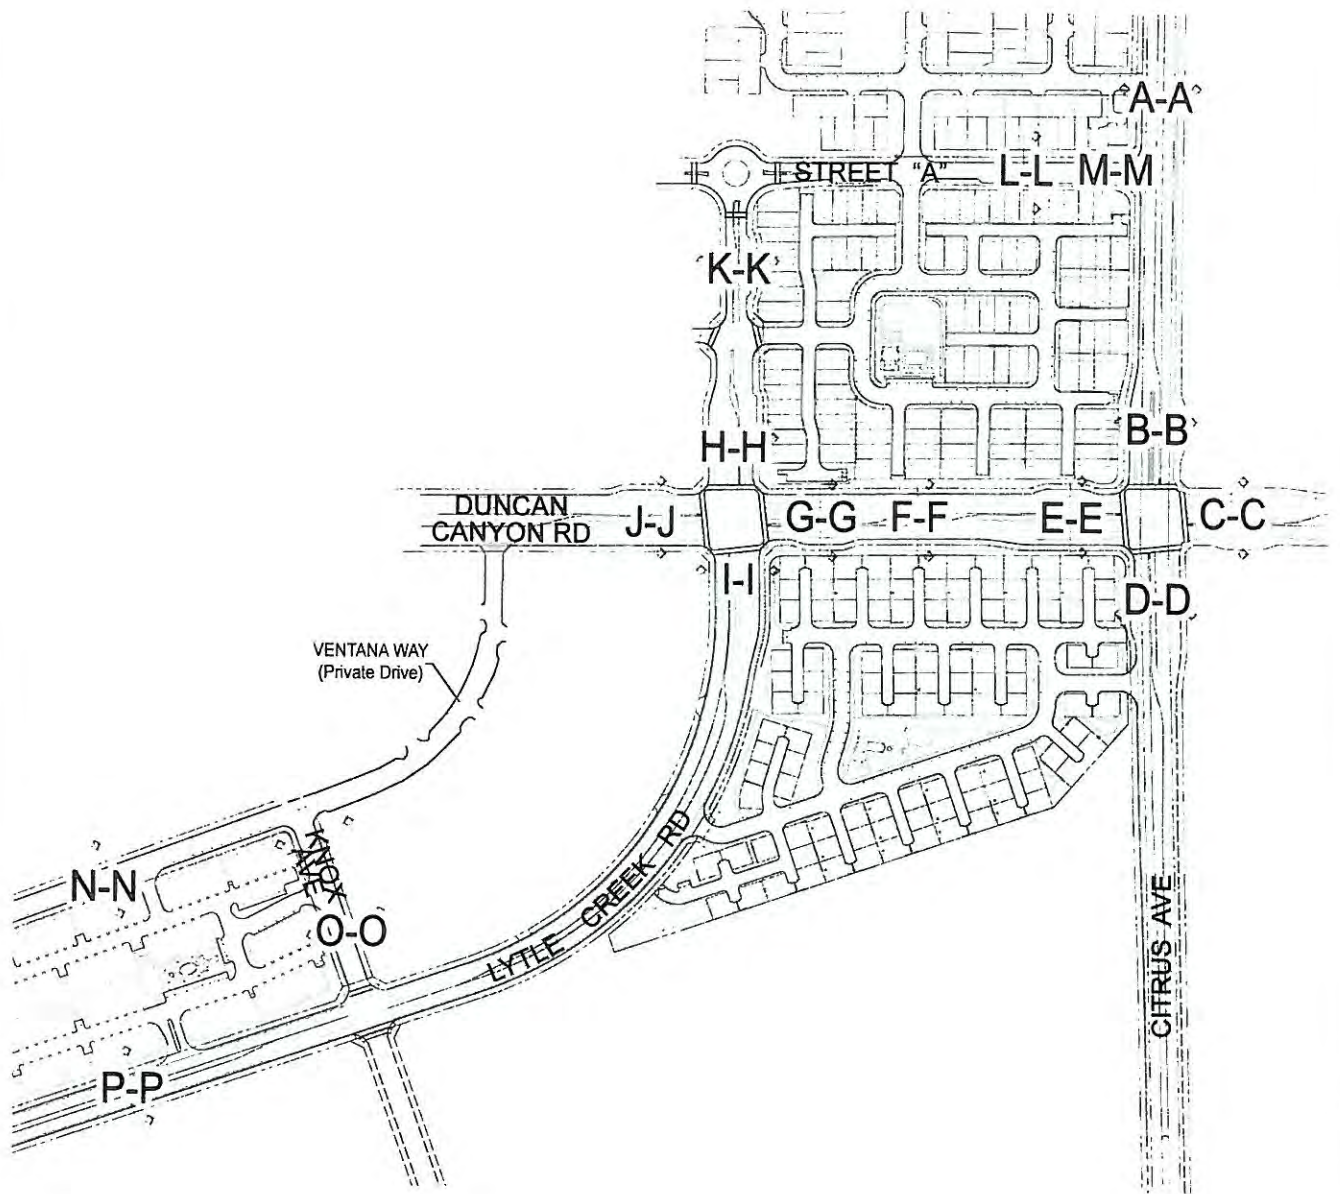 A-A
STREET "A"
L-L
M-M
K-K
B-B
H-H
DUNCAN
CANYON RD
J-J
G-G
F-F
E-E
C-C
I-I
D-D
VENTANA WAY
(Private Drive)
KNOX
AVE
N-N
O-O
LYTLE CREEK RD
CITRUS AVE
P-P